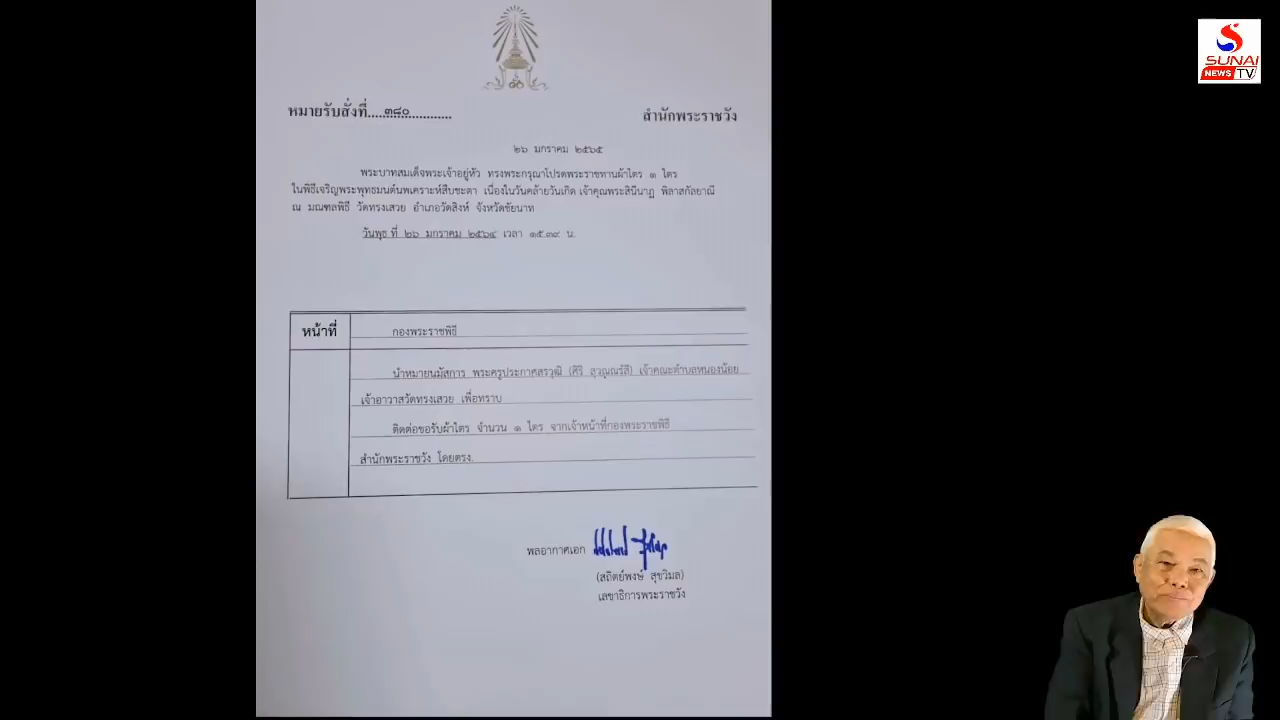 SUNAI
NEWS TV
๑๐
หมายรับสั่งที่....๓๘๐......................
สำนักพระราชวัง
๒๖ มกราคม ๒๕๖๕
พระบาทสมเด็จพระเจ้าอยู่หัว ทรงพระกรุณาโปรดพระราชทานผ้าไตร ๑ ไตร
ในพิธีเจริญพระพุทธมนต์นพเคราะห์สืบชะตา เนื่องในวันคล้ายวันเกิด เจ้าคุณพระสินีนาฏ พิลาสกัลยาณี
ณ มณฑลพิธี วัดทรงเสวย อำเภอวัดสิงห์ จังหวัดชัยนาท
วันพุธ ที่ ๒๖ มกราคม ๒๕๖๔ เวลา ๑๕.๓๙ น.
หน้าที่
กองพระราชพิธี
นำหมายนมัสการ พระครูประกาศสรวุฒิ (ศิริ สุวณฺณรํสี) เจ้าคณะตำบลหนองน้อย
เจ้าอาวาสวัดทรงเสวย เพื่อทราบ
ติดต่อขอรับผ้าไตร จำนวน ๑ ไตร จากเจ้าหน้าที่กองพระราชพิธี
สำนักพระราชวัง โดยตรง.
พลอากาศเอก
(สถิตย์พงษ์ สุขวิมล)
เลขาธิการพระราชวัง